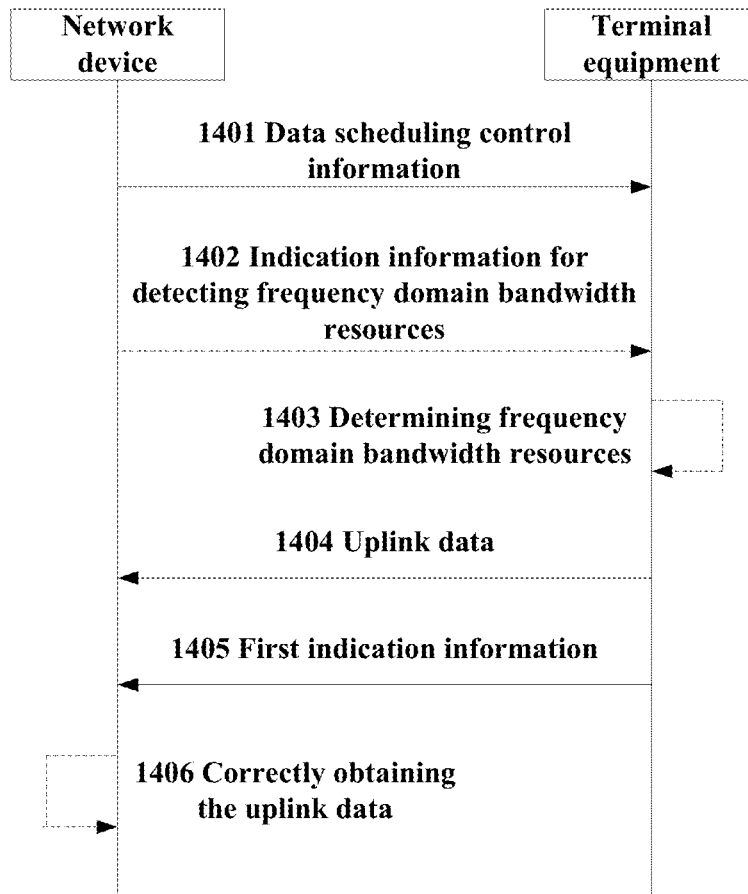 Network
device
Terminal
equipment
1401 Data scheduling control
information
1402 Indication information for
detecting frequency domain bandwidth
resources
1403 Determining frequency
domain bandwidth resources
1404 Uplink data
1405 First indication information
1406 Correctly obtaining
the uplink data